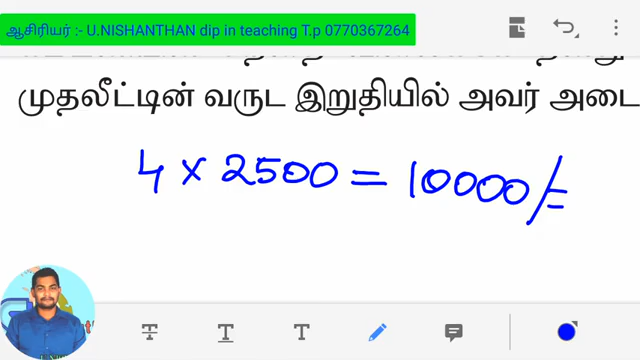 ஆசிரியர் :- U.NISHANTHAN dip in teaching T.p 0770367264
முதலீட்டின் வருட இறுதியில் அவர் அடை
4 × 2500 = 10000/=
T T T